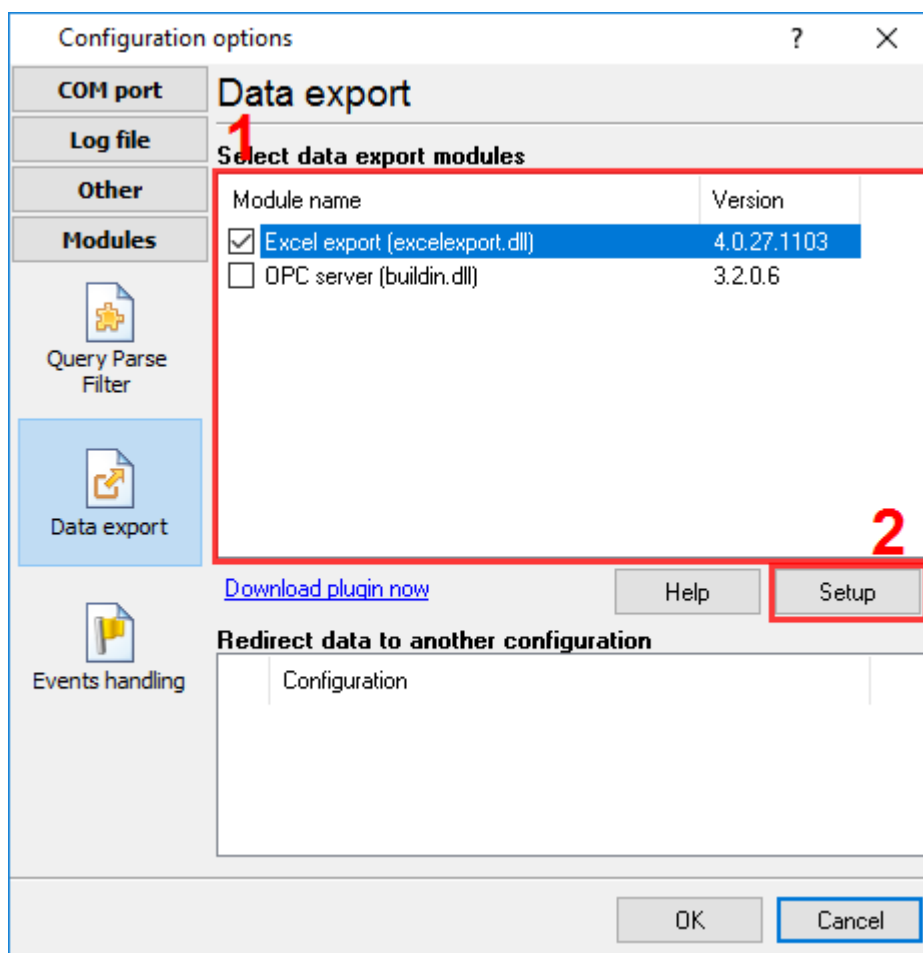 Configuration options ?
COM port
Log file
Other
Modules
Query Parse
Filter
Data export
Events handling
Data export
1
Select data export modules
Module name Version
Excel export (excelexport.dll) 4.0.27.1103
OPC server (buildin.dll) 3.2.0.6
2
Download plugin now Help Setup
Redirect data to another configuration
Configuration
OK Cancel